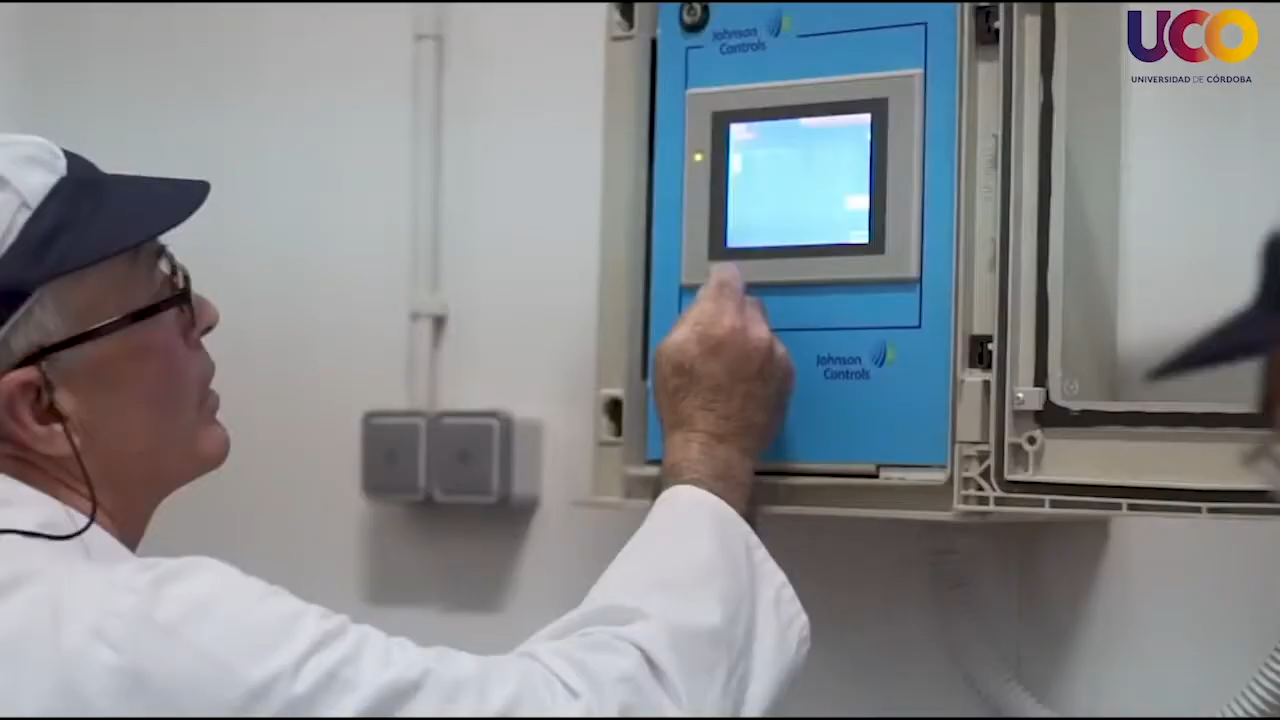 Johnson
Controls
UCO
UNIVERSIDAD DE CÓRDOBA
Johnson
Controls